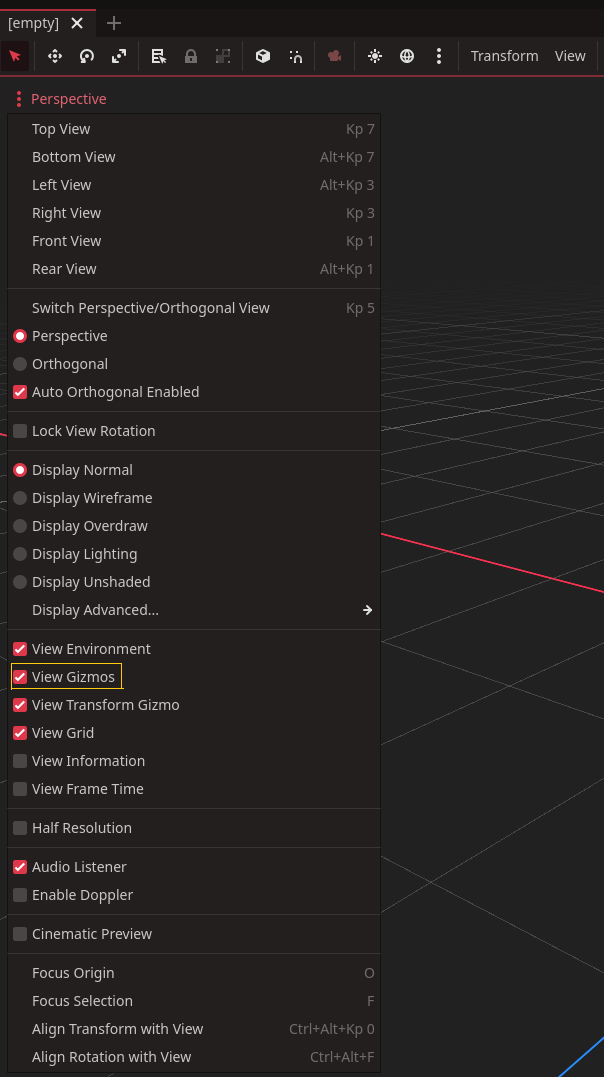 [empty]
Transform View
Perspective
Top View Kp 7
Bottom View Alt+Kp 7
Left View Alt+Kp 3
Right View Kp 3
Front View Kp 1
Rear View Alt+Kp 1
Switch Perspective/Orthogonal View Kp 5
Perspective
Orthogonal
Auto Orthogonal Enabled
Lock View Rotation
Display Normal
Display Wireframe
Display Overdraw
Display Lighting
Display Unshaded
Display Advanced...
View Environment
View Gizmos
View Transform Gizmo
View Grid
View Information
View Frame Time
Half Resolution
Audio Listener
Enable Doppler
Cinematic Preview
Focus Origin O
Focus Selection F
Align Transform with View Ctrl+Alt+Kp 0
Align Rotation with View Ctrl+Alt+F